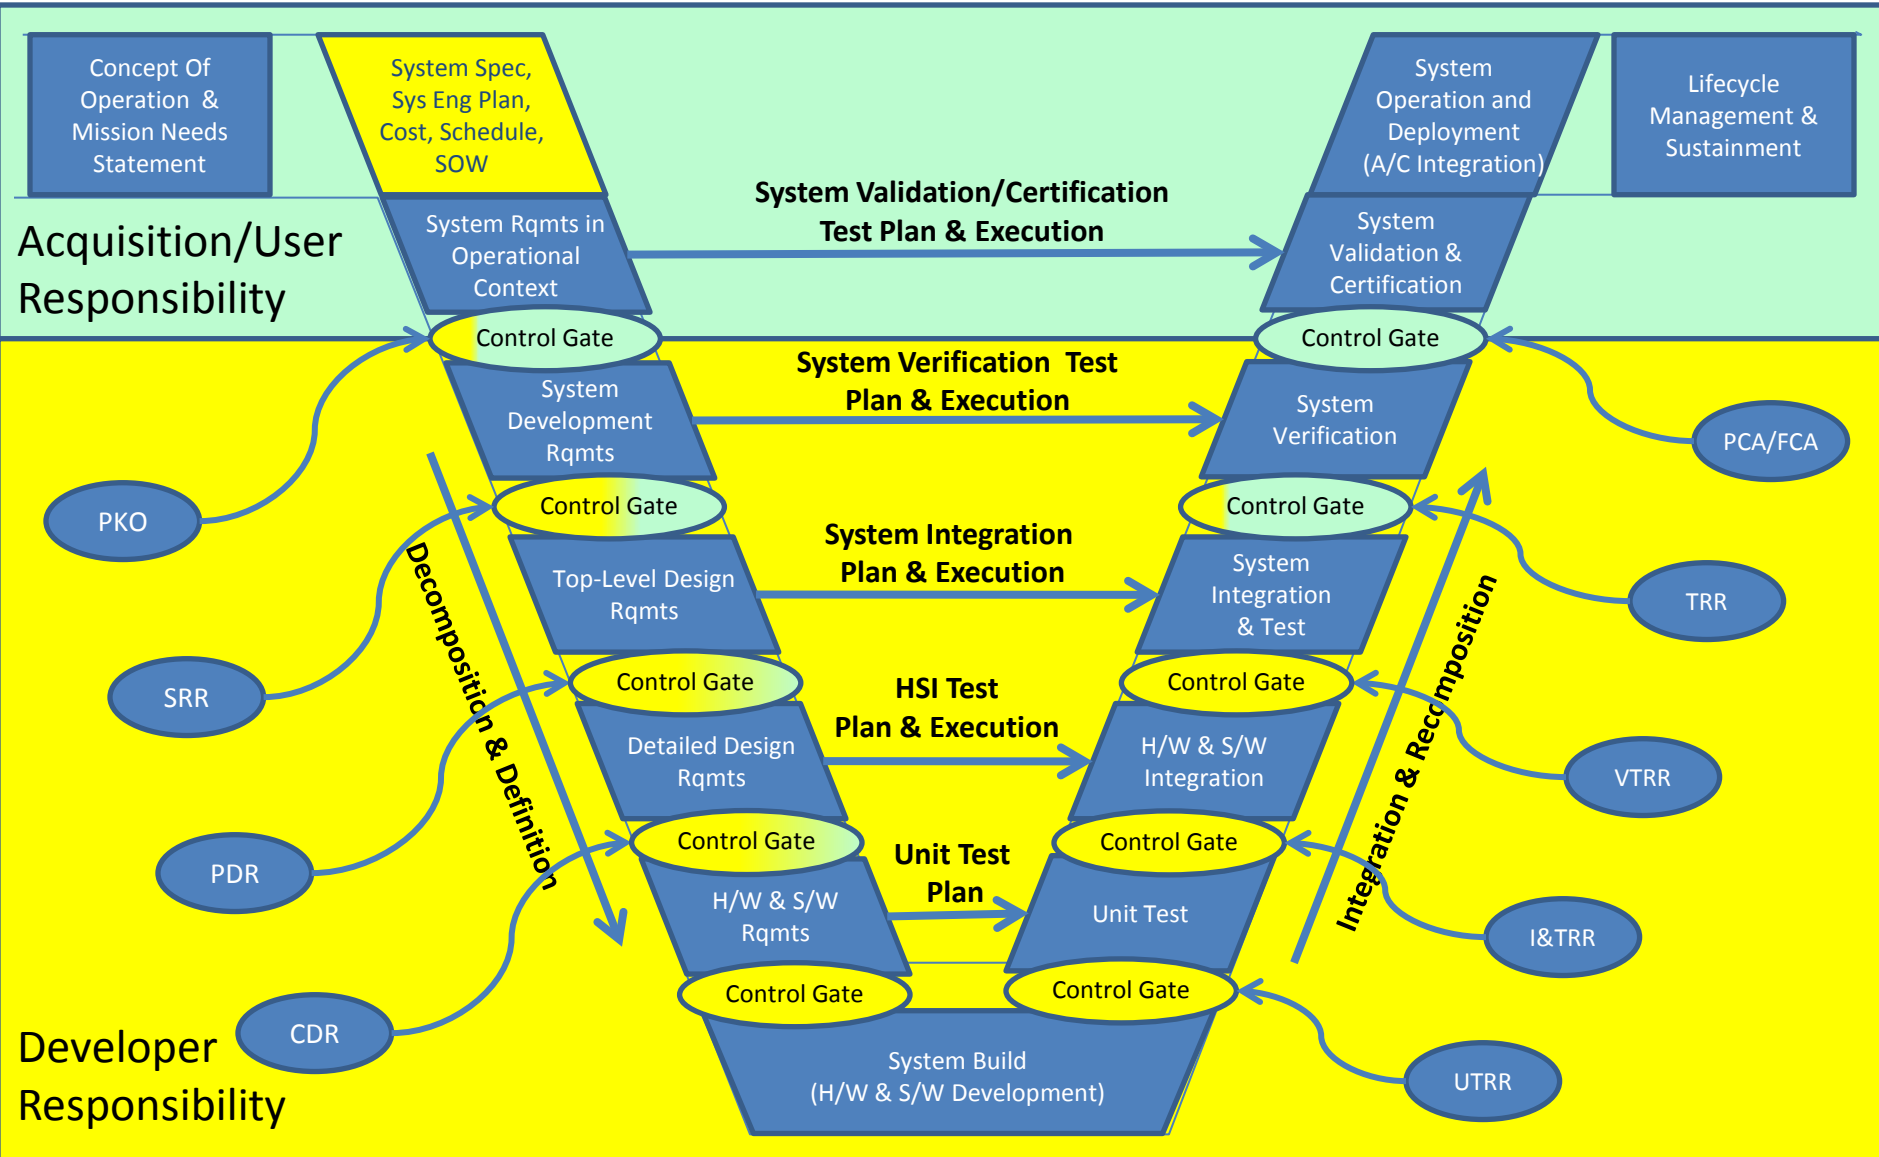 Concept Of
Operation &
Mission Needs
Statement
System Spec,
Sys Eng Plan,
Cost, Schedule,
SOW
System
Operation and
Deployment
(A/C Integration)
Lifecycle
Management &
Sustainment
Acquisition/User
Responsibility
System Rqmts in
Operational
Context
System Validation/Certification
Test Plan & Execution
System
Validation &
Certification
Control Gate
Control Gate
System
Development
Rqmts
System Verification Test
Plan & Execution
System
Verification
PCA/FCA
PKO
Control Gate
Control Gate
Decomposition & Definition
Top-Level Design
Rqmts
System Integration
Plan & Execution
System
Integration
& Test
Integration & Recomposition
TRR
SRR
Control Gate
Control Gate
Detailed Design
Rqmts
HSI Test
Plan & Execution
H/W & S/W
Integration
VTRR
PDR
Control Gate
Control Gate
H/W & S/W
Rqmts
Unit Test
Plan
Unit Test
I&TRR
Control Gate
Control Gate
CDR
Developer
Responsibility
System Build
(H/W & S/W Development)
UTRR